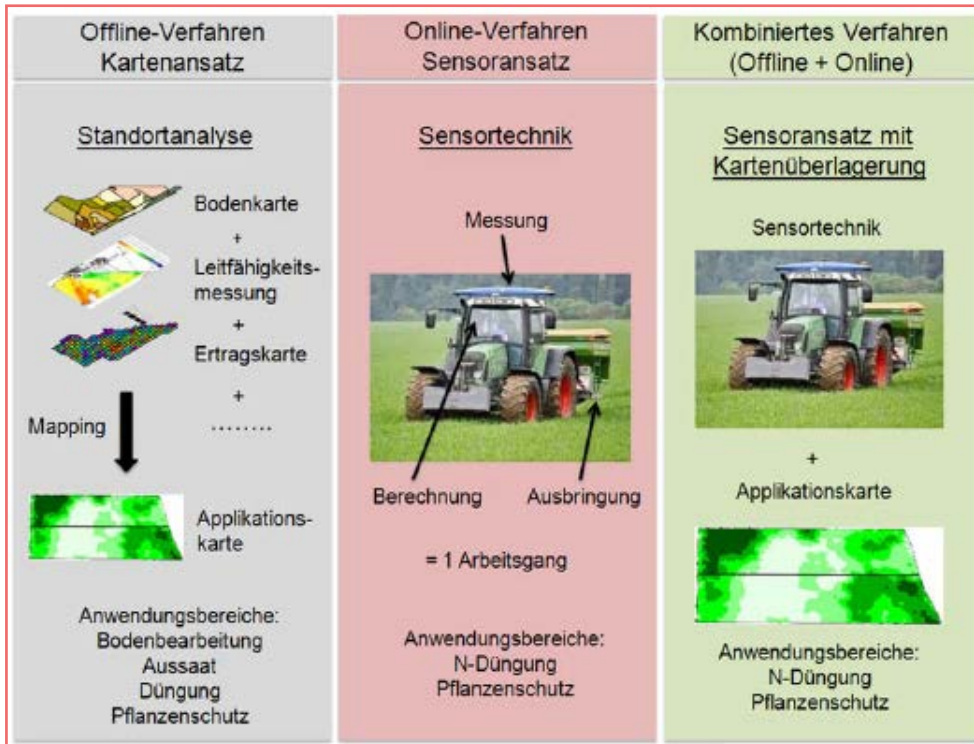 Offline-Verfahren
Kartenansatz
Standortanalyse
Bodenkarte
+
Leitfähigkeits-
messung
+
Ertragskarte
+
Mapping
........
Applikations-
karte
Anwendungsbereiche:
Bodenbearbeitung
Aussaat
Düngung
Pflanzenschutz
Online-Verfahren
Sensoransatz
Sensortechnik
Messung
Berechnung
Ausbringung
= 1 Arbeitsgang
Anwendungsbereiche:
N-Düngung
Pflanzenschutz
Kombiniertes Verfahren
(Offline + Online)
Sensoransatz mit
Kartenüberlagerung
Sensortechnik
+
Applikationskarte
Anwendungsbereiche:
N-Düngung
Pflanzenschutz